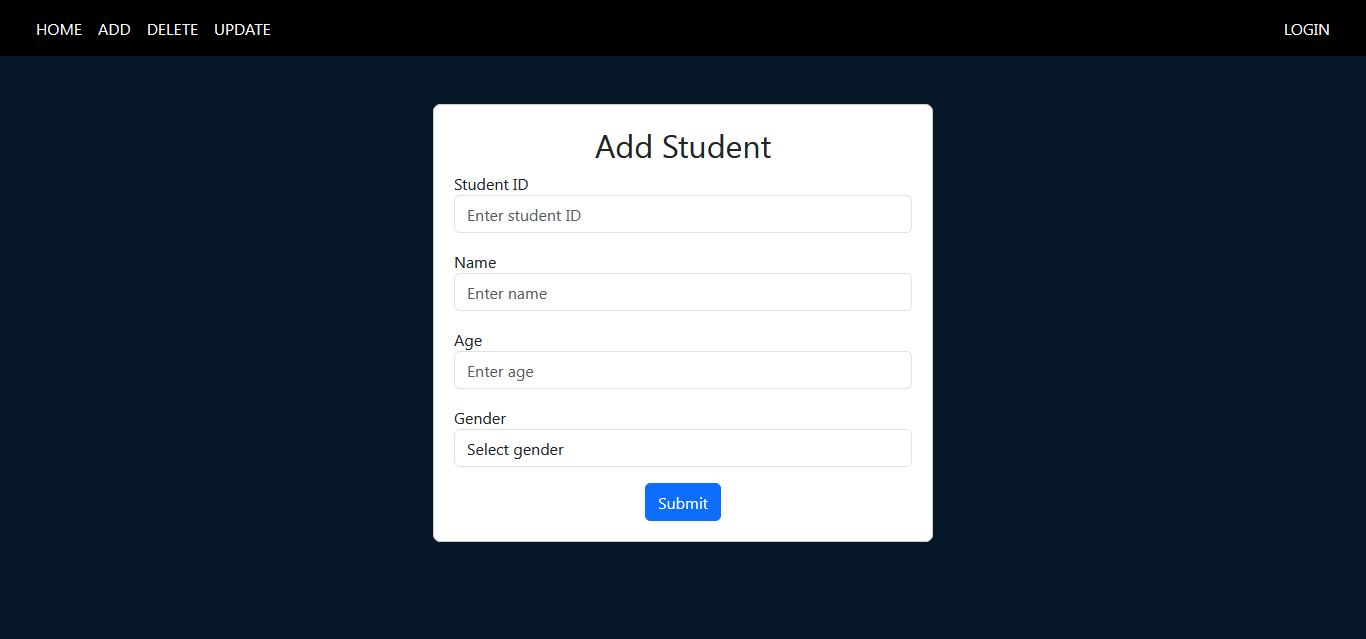 HOME ADD DELETE UPDATE LOGIN
Add Student
Student ID
Enter student ID
Name
Enter name
Age
Enter age
Gender
Select gender
Submit